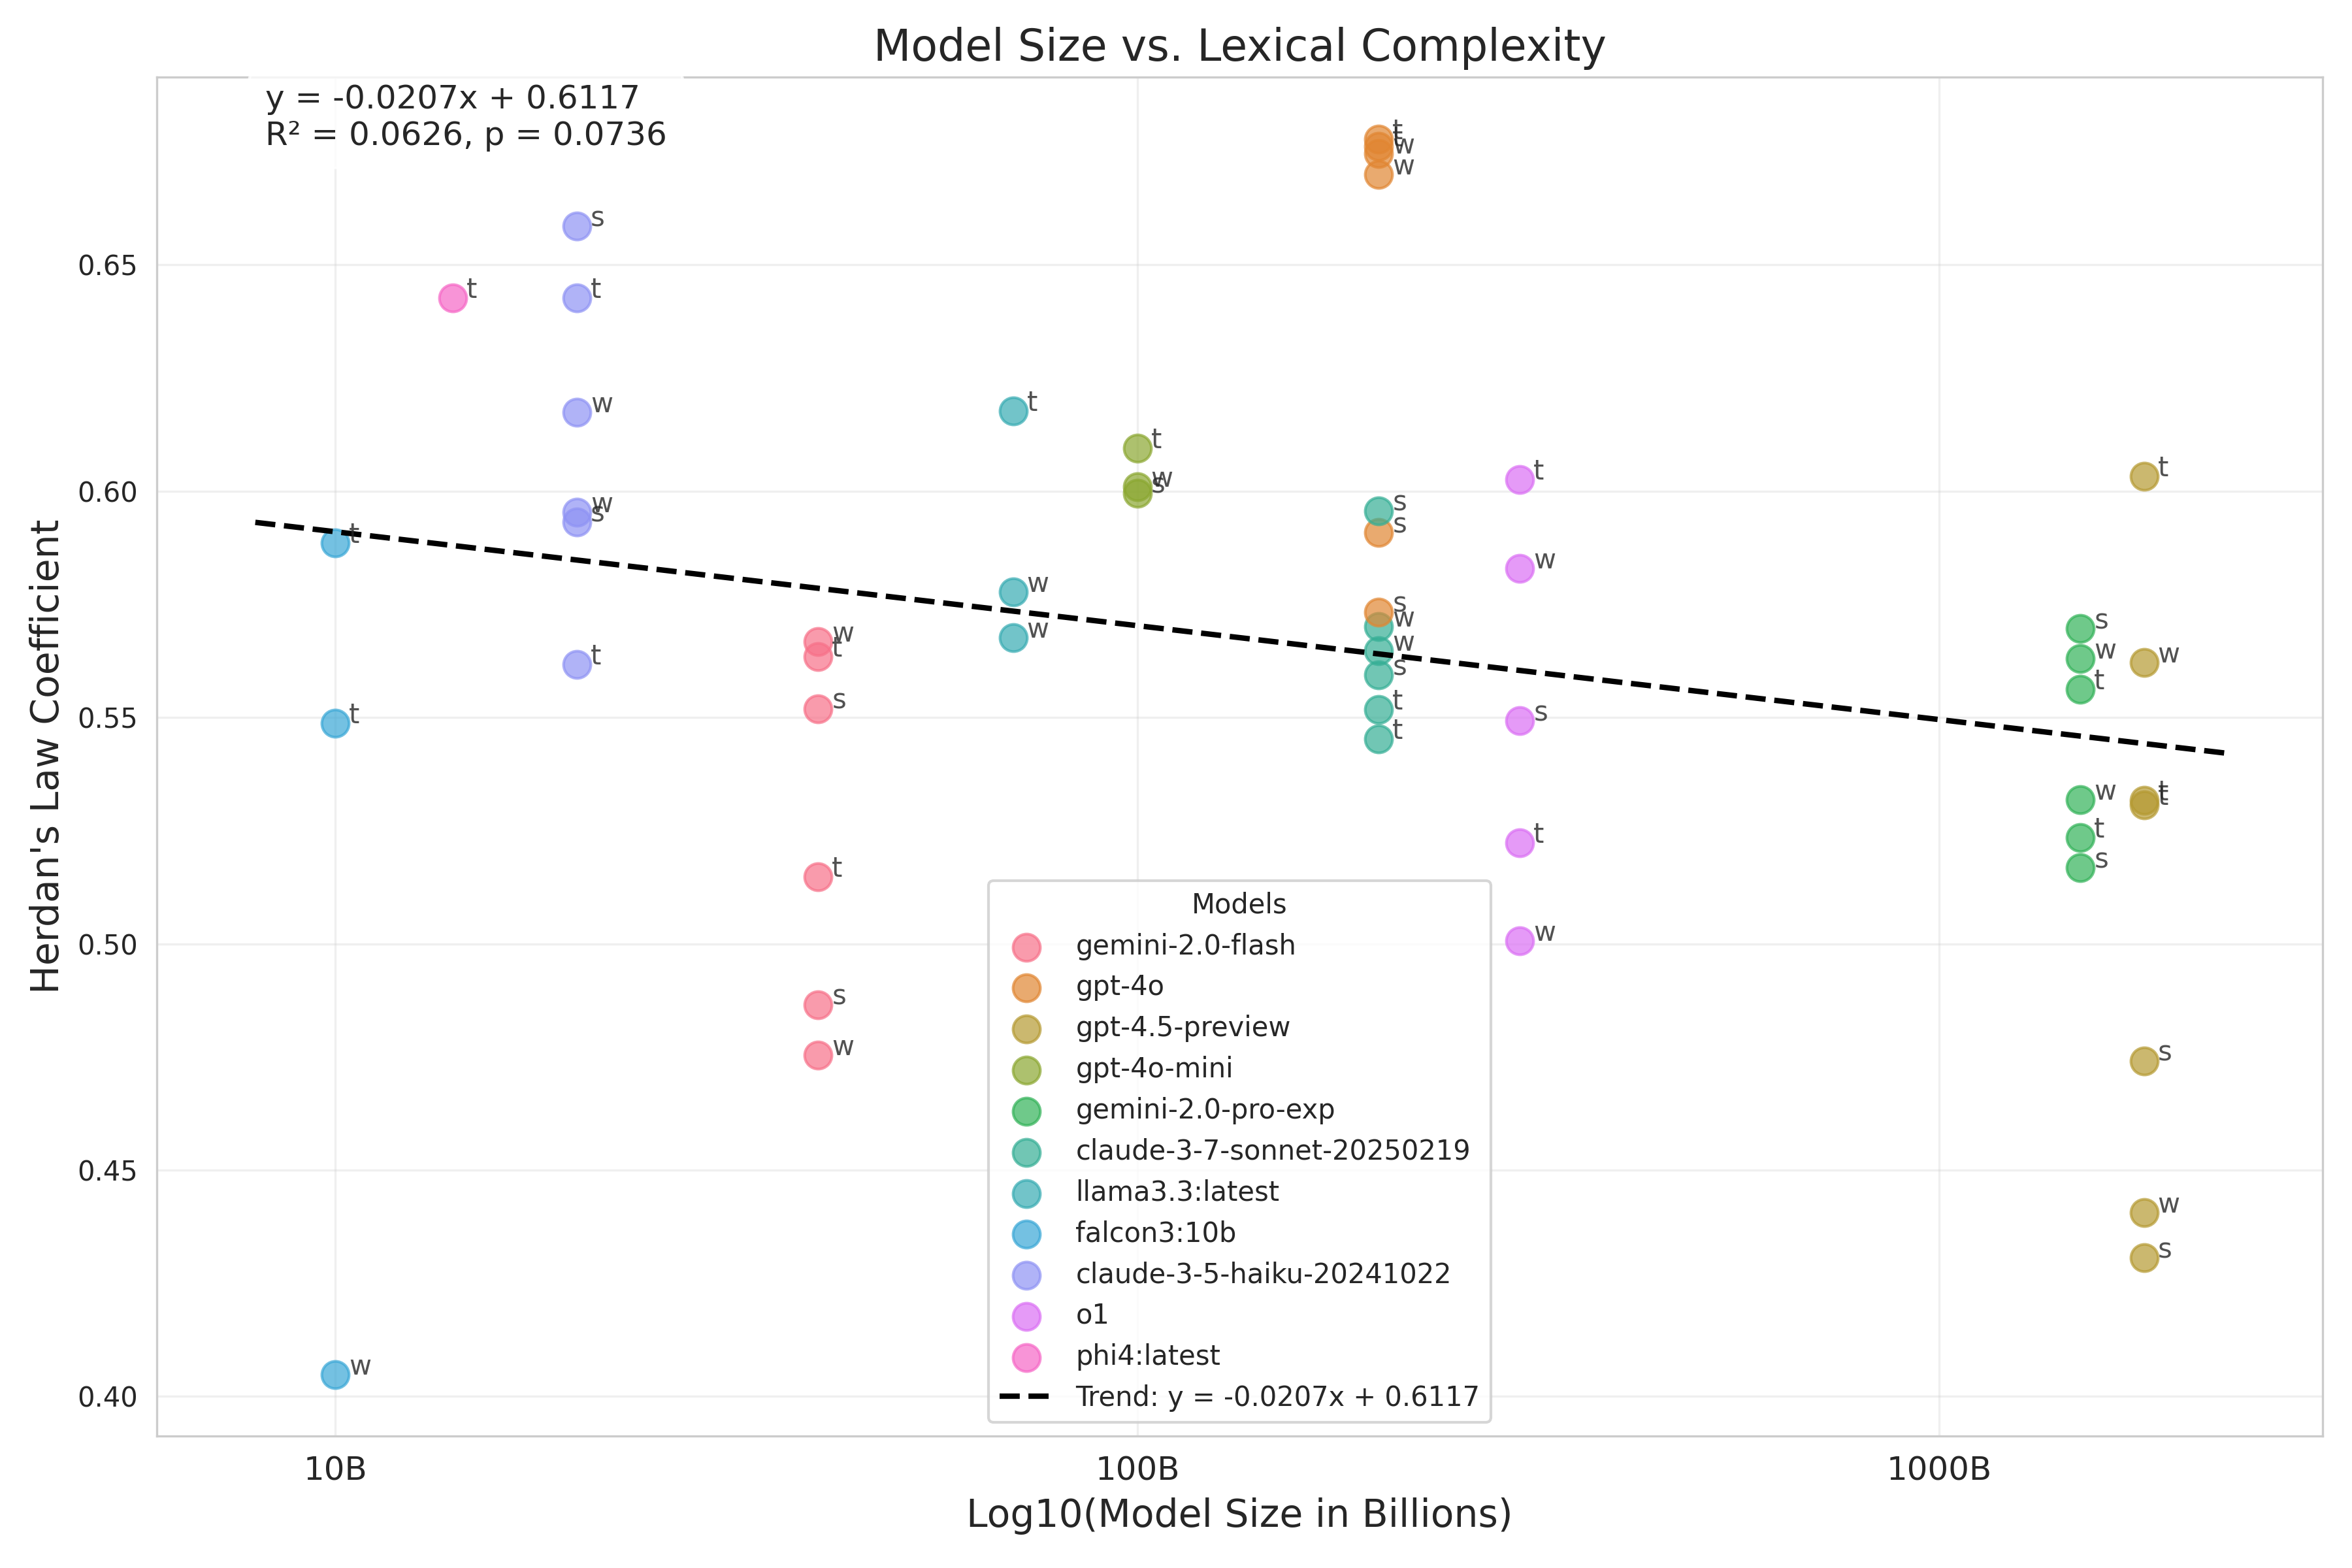 Model Size vs. Lexical Complexity
y = -0.0207x + 0.6117
R² = 0.0626, p = 0.0736
Herdan's Law Coefficient
0.65
0.60
0.55
0.50
0.45
0.40
t
t
w
w
s
t
t
w
w
s
t
t
t
w
t
w
w
w
t
s
t
s
w
t
w
s
s
s
s
w
w
s
t
t
t
w
s
t
w
s
w
t
w
t
s
t
w
t
t
s
w
s
Models
gemini-2.0-flash
gpt-4o
gpt-4.5-preview
gpt-4o-mini
gemini-2.0-pro-exp
claude-3-7-sonnet-20250219
llama3.3:latest
falcon3:10b
claude-3-5-haiku-20241022
o1
phi4:latest
Trend: y = -0.0207x + 0.6117
10B
100B
1000B
Log10(Model Size in Billions)